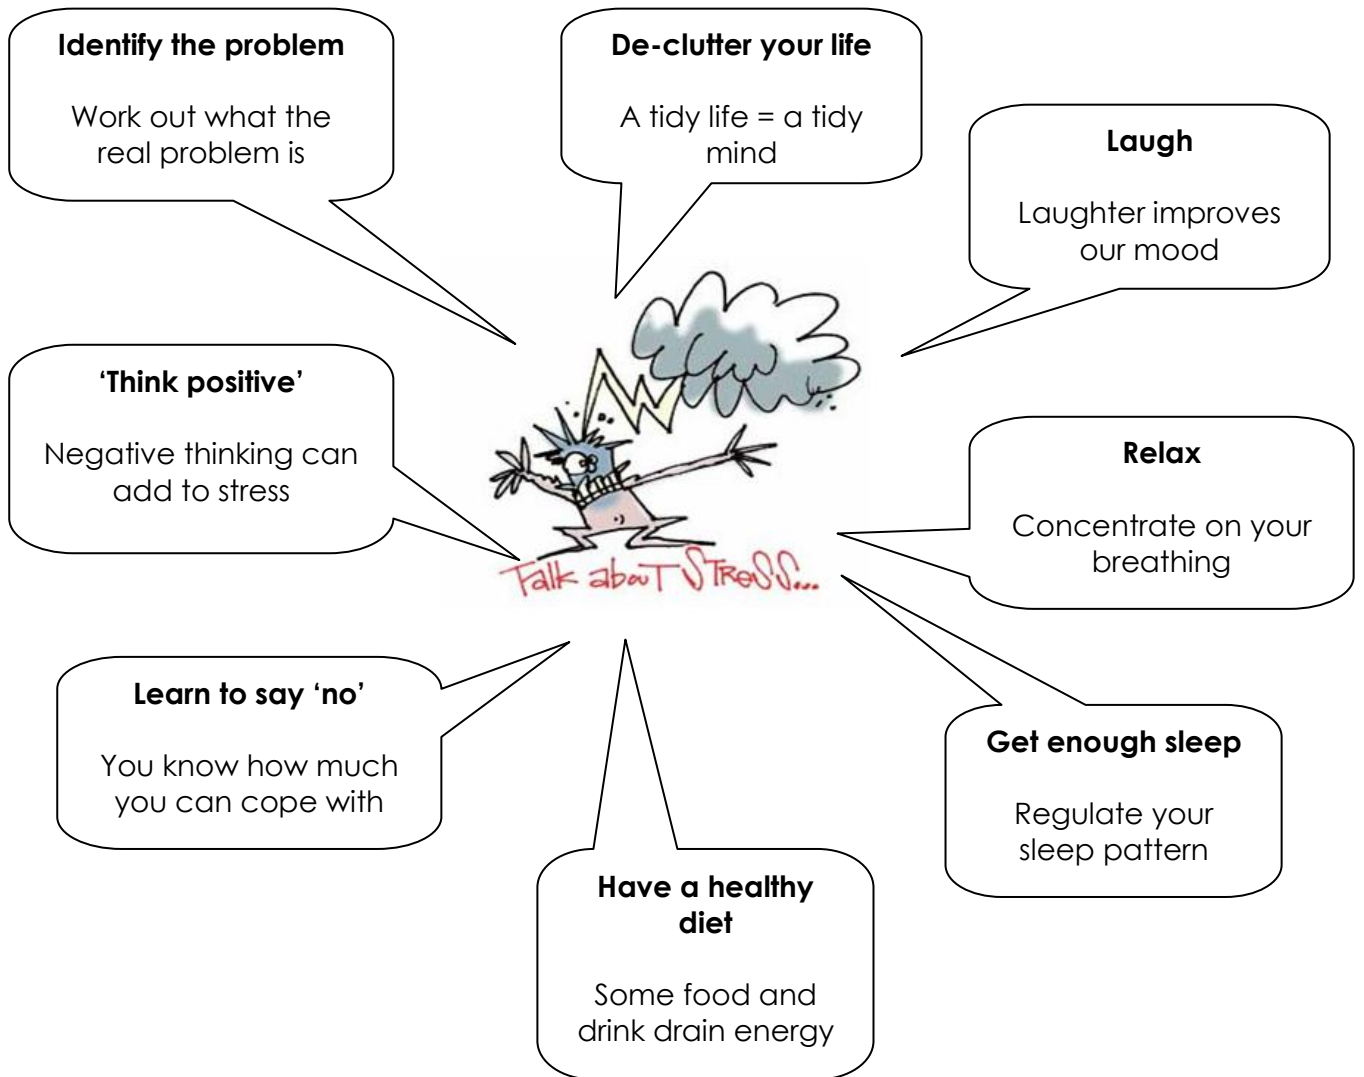 Identify the problem
Work out what the
real problem is
De-clutter your life
A tidy life = a tidy
mind
Laugh
Laughter improves
our mood
‘Think positive’
Negative thinking can
add to stress
Relax
Concentrate on your
breathing
Talk about STReSS...
Learn to say ‘no’
You know how much
you can cope with
Get enough sleep
Regulate your
sleep pattern
Have a healthy
diet
Some food and
drink drain energy